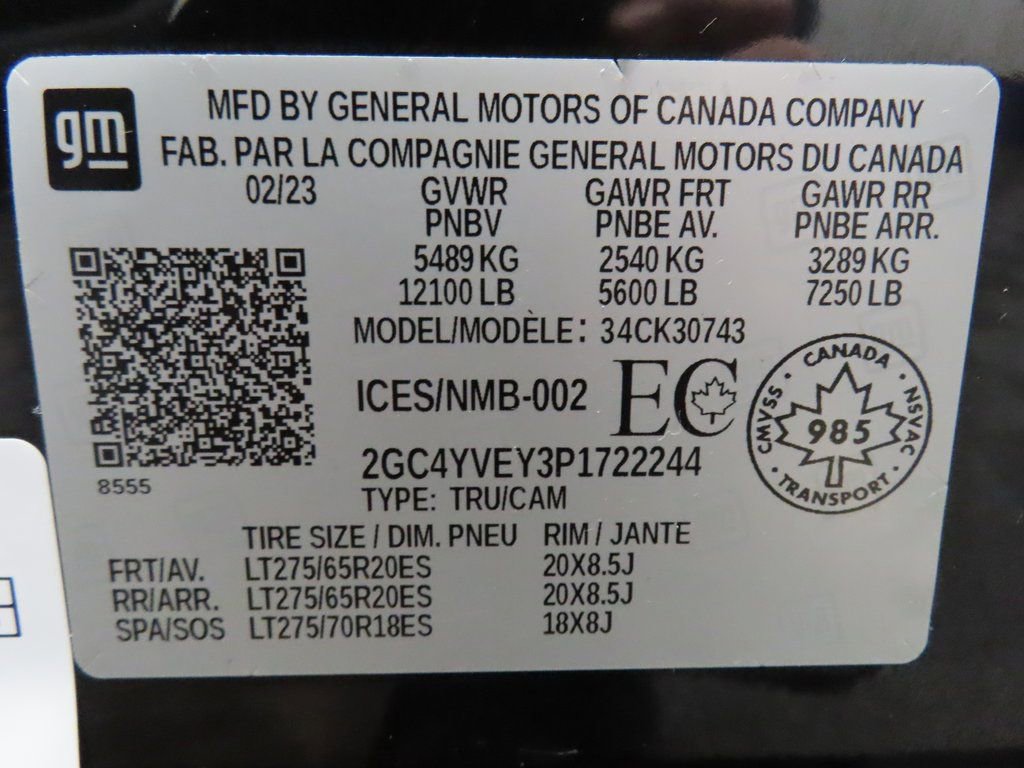 gm
MFD BY GENERAL MOTORS OF CANADA COMPANY
FAB. PAR LA COMPAGNIE GENERAL MOTORS DU CANADA
02/23 GVWR GAWR FRT GAWR RR
PNBV PNBE AV. PNBE ARR.
5489 KG 2540 KG 3289 KG
12100 LB 5600 LB 7250 LB
MODEL/MODÈLE: 34CK30743
ICES/NMB-002 EC
CANADA
CMVSS · NSVAC
985
· TRANSPORT ·
2GC4YVEY3P1722244
8555
TYPE: TRU/CAM
TIRE SIZE / DIM. PNEU RIM / JANTE
FRT/AV. LT275/65R20ES 20X8.5J
RR/ARR. LT275/65R20ES 20X8.5J
SPA/SOS LT275/70R18ES 18X8J